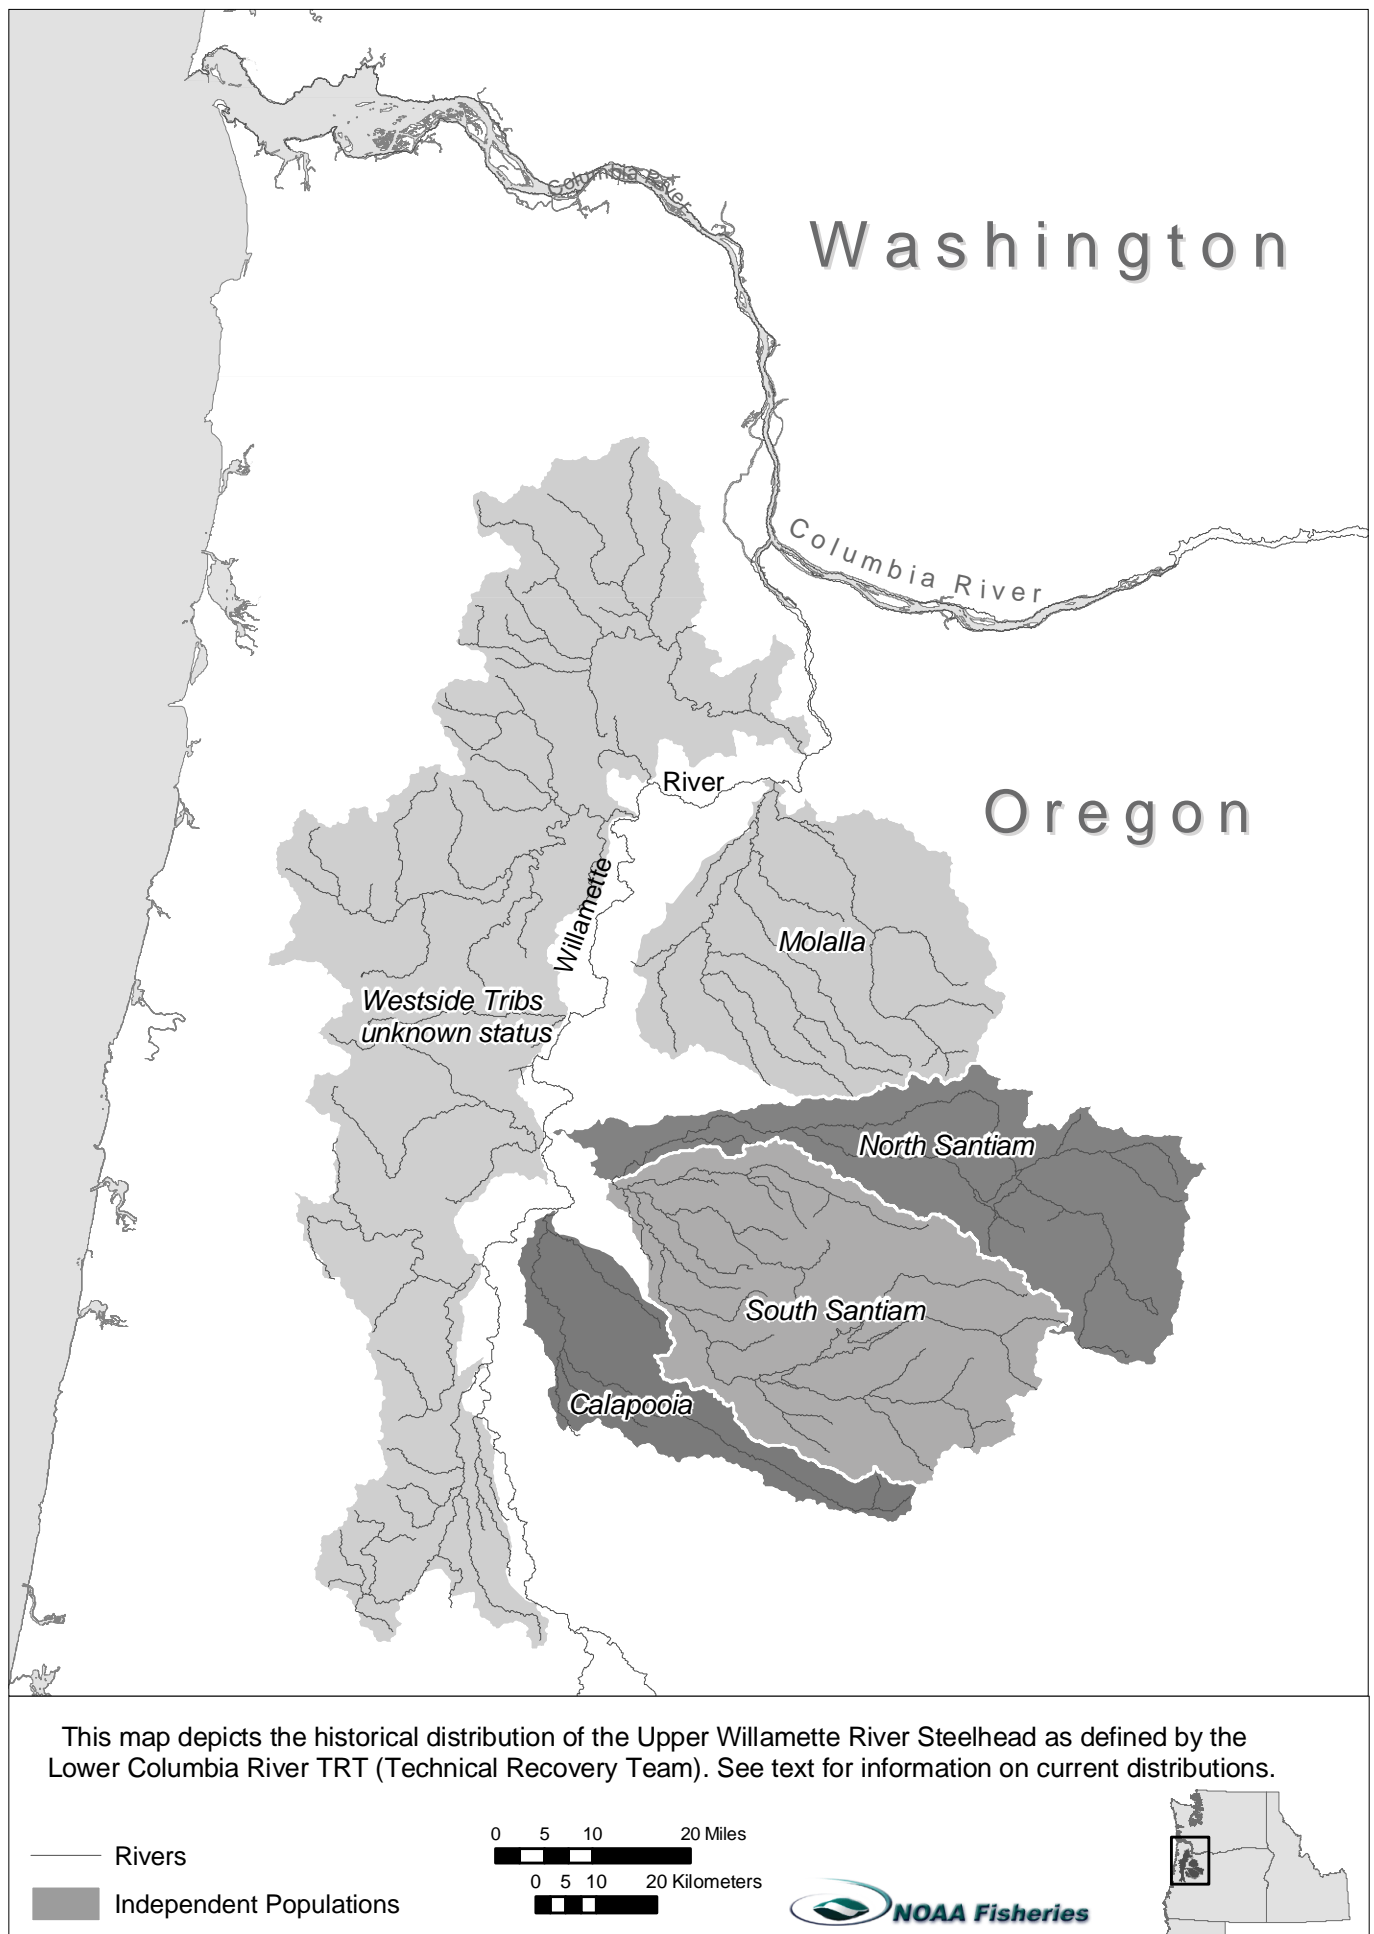 Columbia River
Washington
Columbia River
River
Oregon
Willamette
Molalla
Westside Tribs
unknown status
North Santiam
South Santiam
Calapooia
This map depicts the historical distribution of the Upper Willamette River Steelhead as defined by the
Lower Columbia River TRT (Technical Recovery Team). See text for information on current distributions.
0 5 10 20 Miles
Rivers
0 5 10 20 Kilometers
Independent Populations
NOAA Fisheries